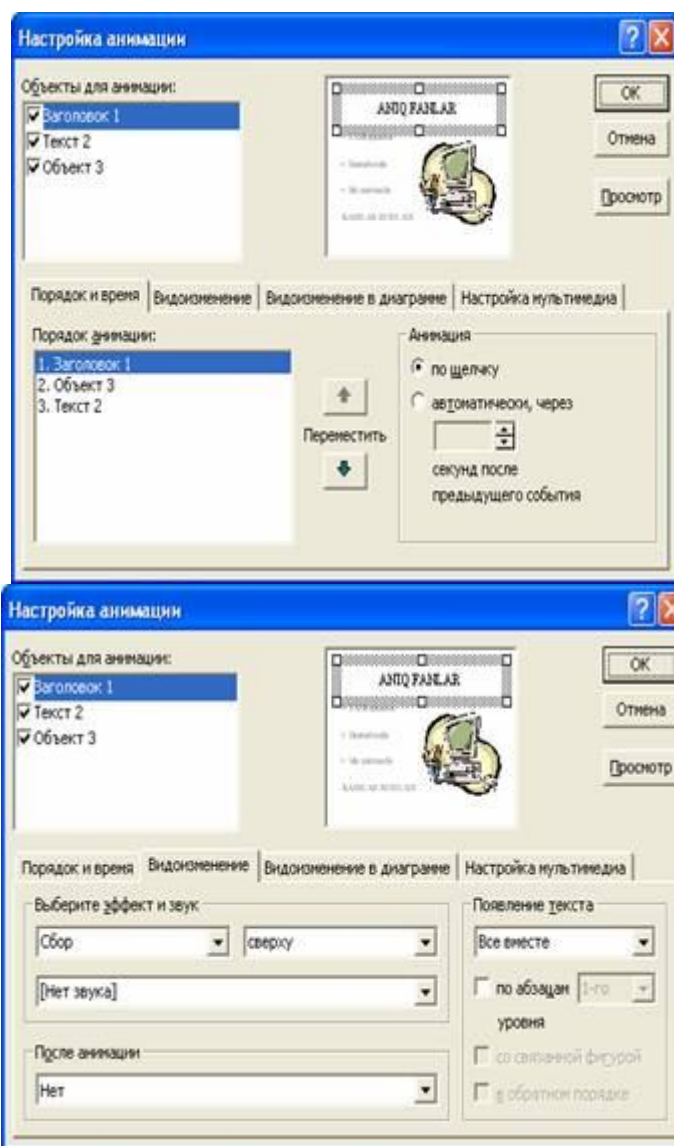 Настройка анимации
Объекты для анимации:
Заголовок 1
Текст 2
Объект 3
ANIQ FANLAR
OK
Отмена
Просмотр
Порядок и время Видоизменение Видоизменение в диаграмме Настройка мультимедиа
Порядок анимации:
1. Заголовок 1
2. Объект 3
3. Текст 2
Переместить
Анимация
по щелчку
автоматически, через
секунд после
предыдущего события
Настройка анимации
Объекты для анимации:
Заголовок 1
Текст 2
Объект 3
ANIQ FANLAR
OK
Отмена
Просмотр
Порядок и время Видоизменение Видоизменение в диаграмме Настройка мультимедиа
Выберите эффект и звук
Сбор сверху
[Нет звука]
После анимации
Нет
Появление текста
Все вместе
по абзацам 1-го
уровня
со связанной фигурой
в обратном порядке